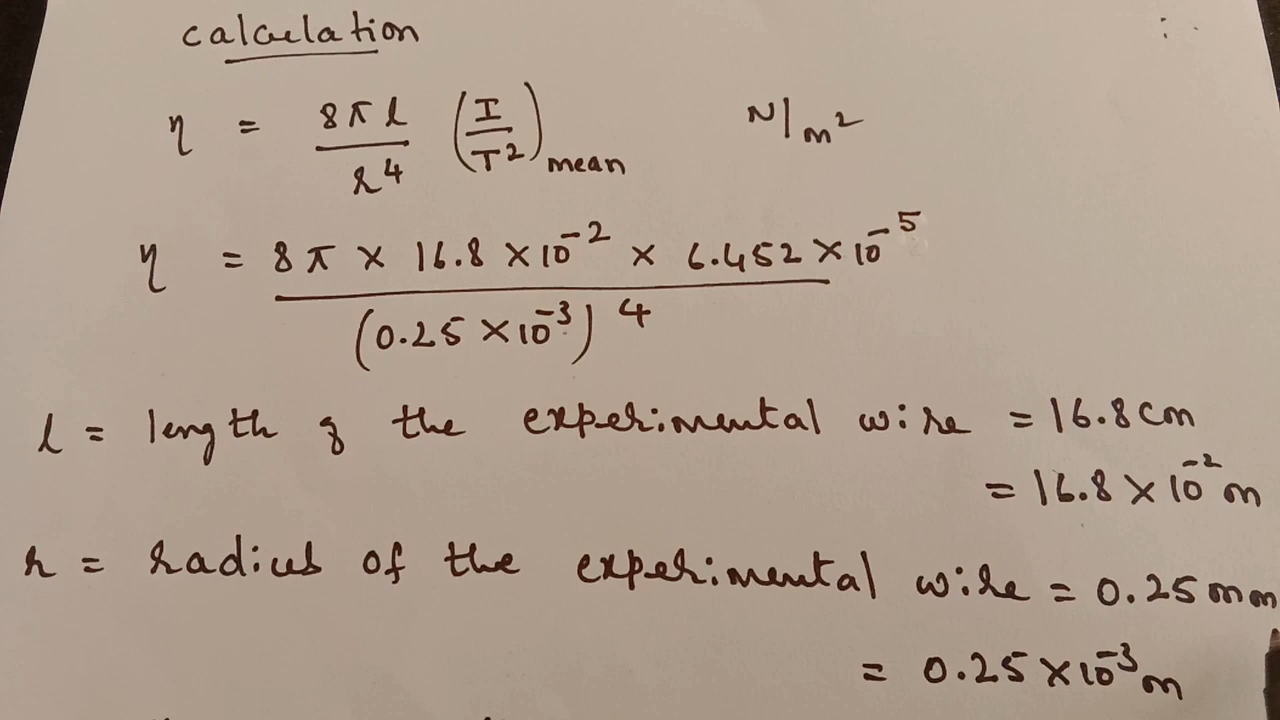 calculation
η = 8πl / r⁴ (I / T²)mean N/m²
η = 8π × 16.8 × 10⁻² × 6.452 × 10⁻⁵ / (0.25 × 10⁻³)⁴
l = length of the experimental wire = 16.8 cm
= 16.8 × 10⁻² m
r = radius of the experimental wire = 0.25 mm
= 0.25 × 10⁻³ m